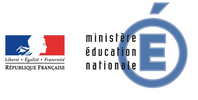 Liberté • Égalité • Fraternité
RÉPUBLIQUE FRANÇAISE
ministère
éducation
nationale
É